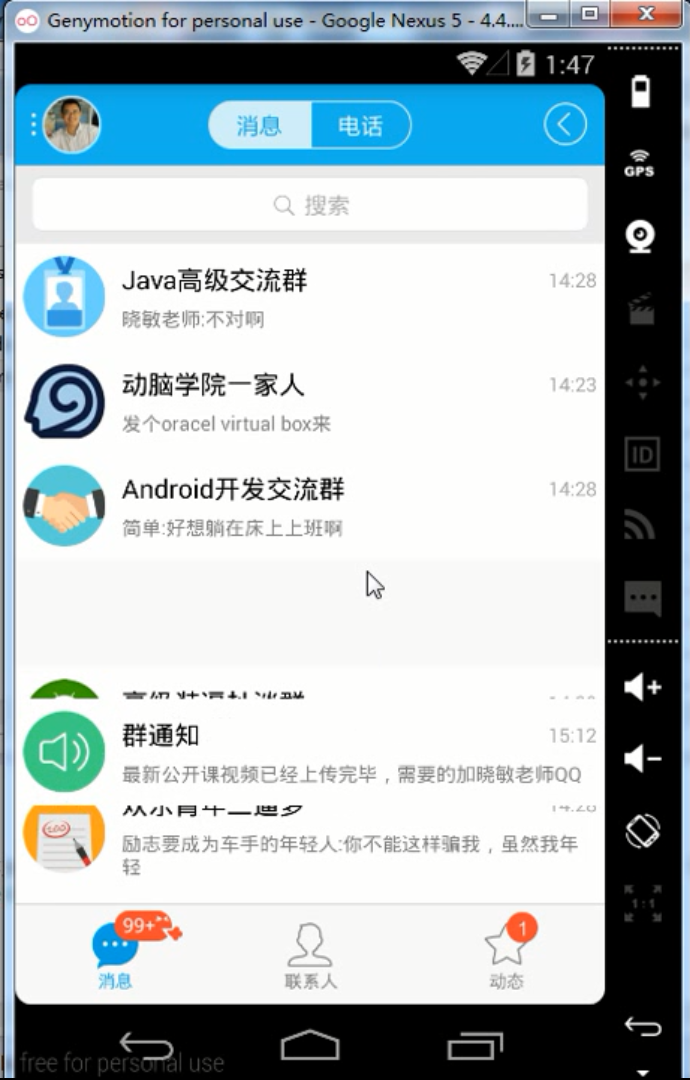 Genymotion for personal use - Google Nexus 5 - 4.4....
1:47
消息 电话
GPS
搜索
Java高级交流群 14:28
晓敏老师:不对啊
动脑学院一家人 14:23
发个oracel virtual box来
ID
Android开发交流群 14:28
简单:好想躺在床上上班啊
群通知 15:12
最新公开课视频已经上传完毕，需要的加晓敏老师QQ
14:28
励志要成为车手的年轻人:你不能这样骗我，虽然我年
轻
1:1
99+ 1
消息 联系人 动态
free for personal use